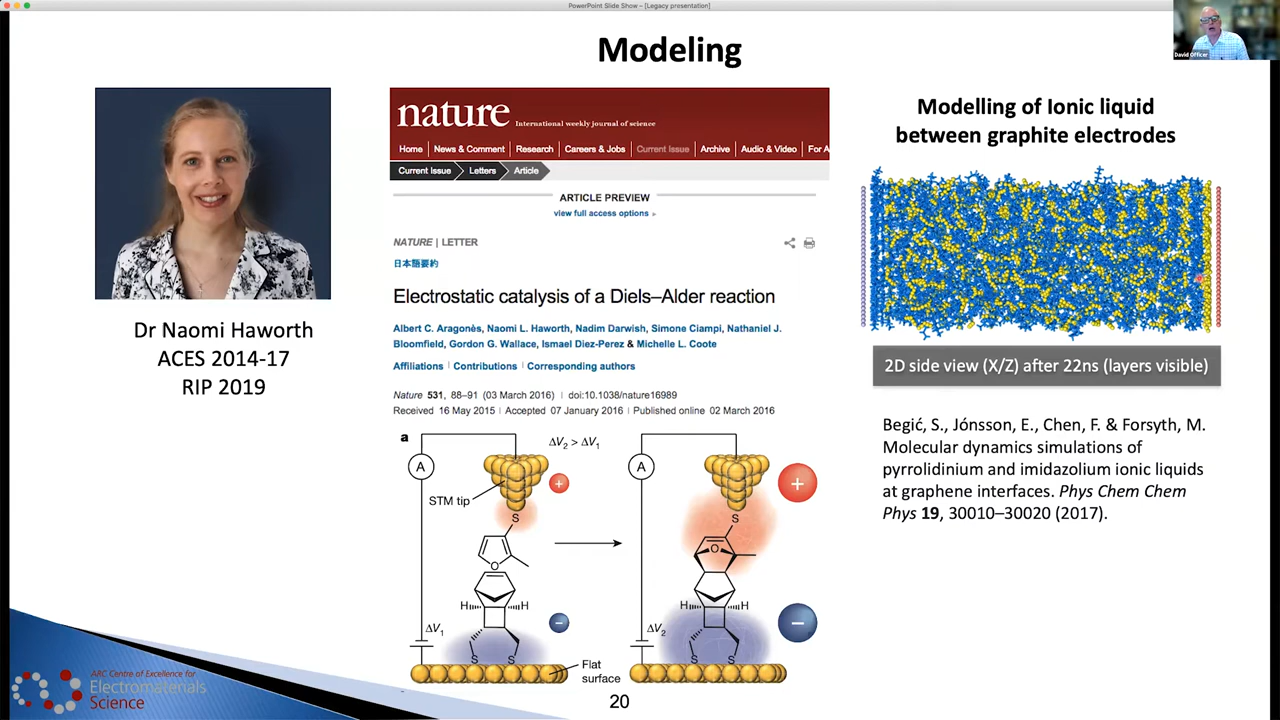 PowerPoint Slide Show – [Legacy presentation]
David Officer
Modeling
Dr Naomi Haworth
ACES 2014-17
RIP 2019
nature International weekly journal of science
Home News & Comment Research Careers & Jobs Current Issue Archive Audio & Video For A
Current Issue Letters Article
ARTICLE PREVIEW
view full access options ▸
NATURE | LETTER
日本語要約
Electrostatic catalysis of a Diels–Alder reaction
Albert C. Aragonès, Naomi L. Haworth, Nadim Darwish, Simone Ciampi, Nathaniel J.
Bloomfield, Gordon G. Wallace, Ismael Diez-Perez & Michelle L. Coote
Affiliations Contributions Corresponding authors
Nature 531, 88–91 (03 March 2016) doi:10.1038/nature16989
Received 16 May 2015 Accepted 07 January 2016 Published online 02 March 2016
a
ΔV2 > ΔV1
A
A
+
+
STM tip
S
S
O
O
H H
H H
−
−
ΔV1
ΔV2
S S
S S
Flat
surface
Modelling of Ionic liquid
between graphite electrodes
2D side view (X/Z) after 22ns (layers visible)
Begić, S., Jónsson, E., Chen, F. & Forsyth, M.
Molecular dynamics simulations of
pyrrolidinium and imidazolium ionic liquids
at graphene interfaces. Phys Chem Chem
Phys 19, 30010–30020 (2017).
ARC Centre of Excellence for
Electromaterials
Science
20